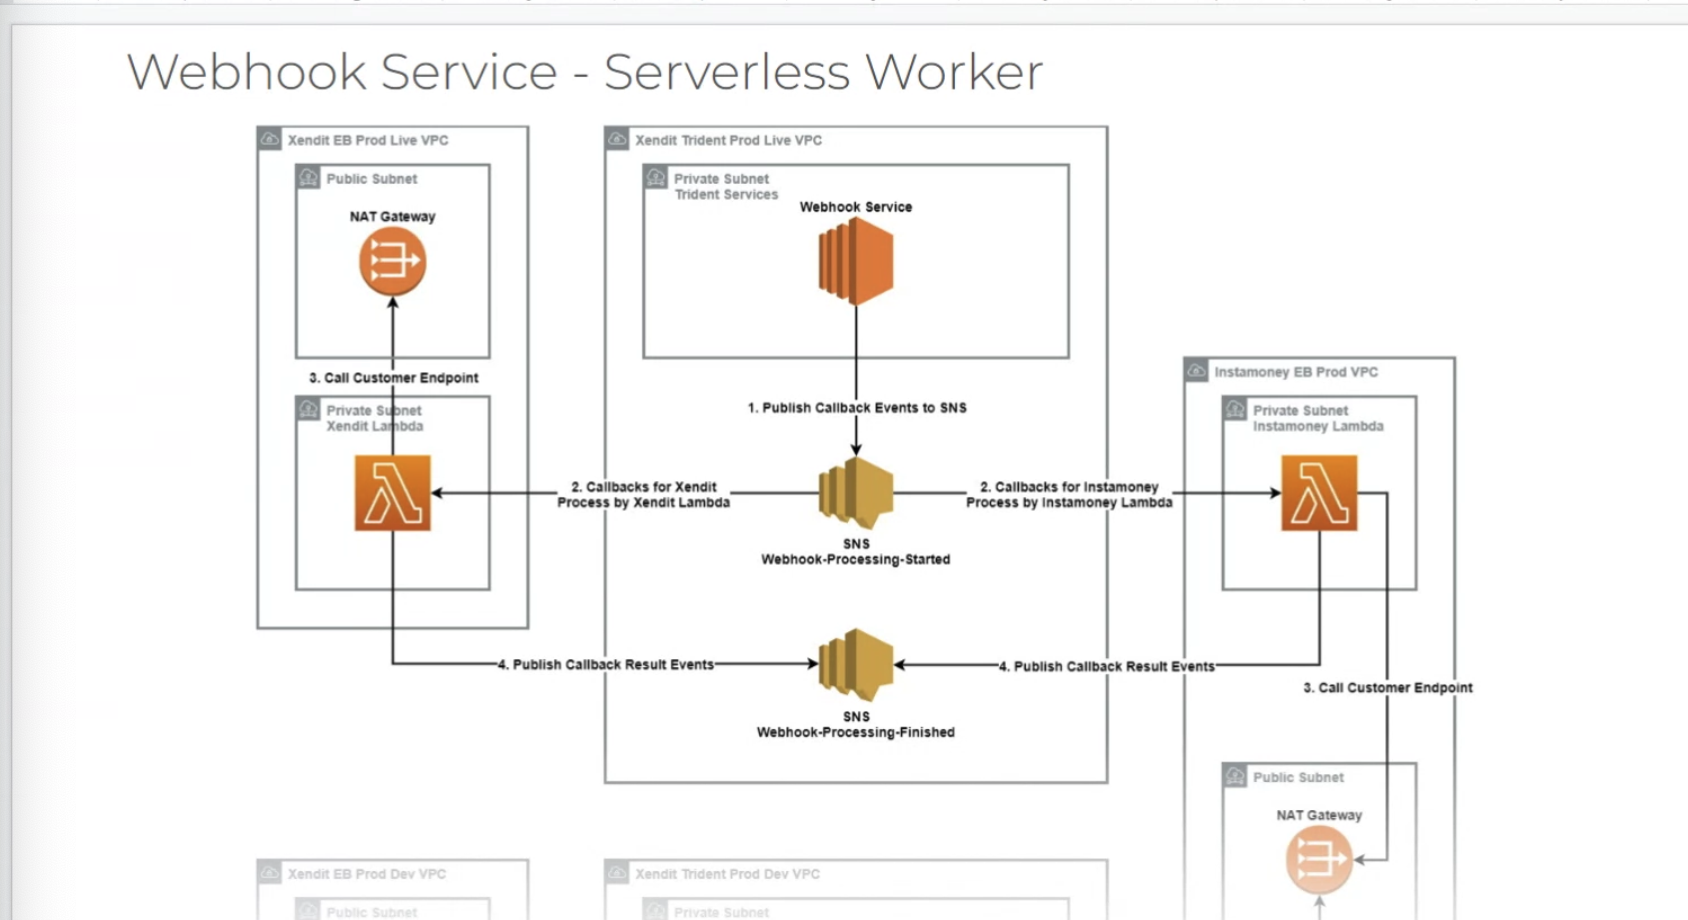 Webhook Service - Serverless Worker
Xendit EB Prod Live VPC
Public Subnet
NAT Gateway
3. Call Customer Endpoint
Private Subnet
Xendit Lambda
Xendit Trident Prod Live VPC
Private Subnet
Trident Services
Webhook Service
1. Publish Callback Events to SNS
2. Callbacks for Xendit
Process by Xendit Lambda
2. Callbacks for Instamoney
Process by Instamoney Lambda
SNS
Webhook-Processing-Started
4. Publish Callback Result Events
4. Publish Callback Result Events
SNS
Webhook-Processing-Finished
Instamoney EB Prod VPC
Private Subnet
Instamoney Lambda
3. Call Customer Endpoint
Public Subnet
NAT Gateway
Xendit EB Prod Dev VPC
Public Subnet
Xendit Trident Prod Dev VPC
Private Subnet